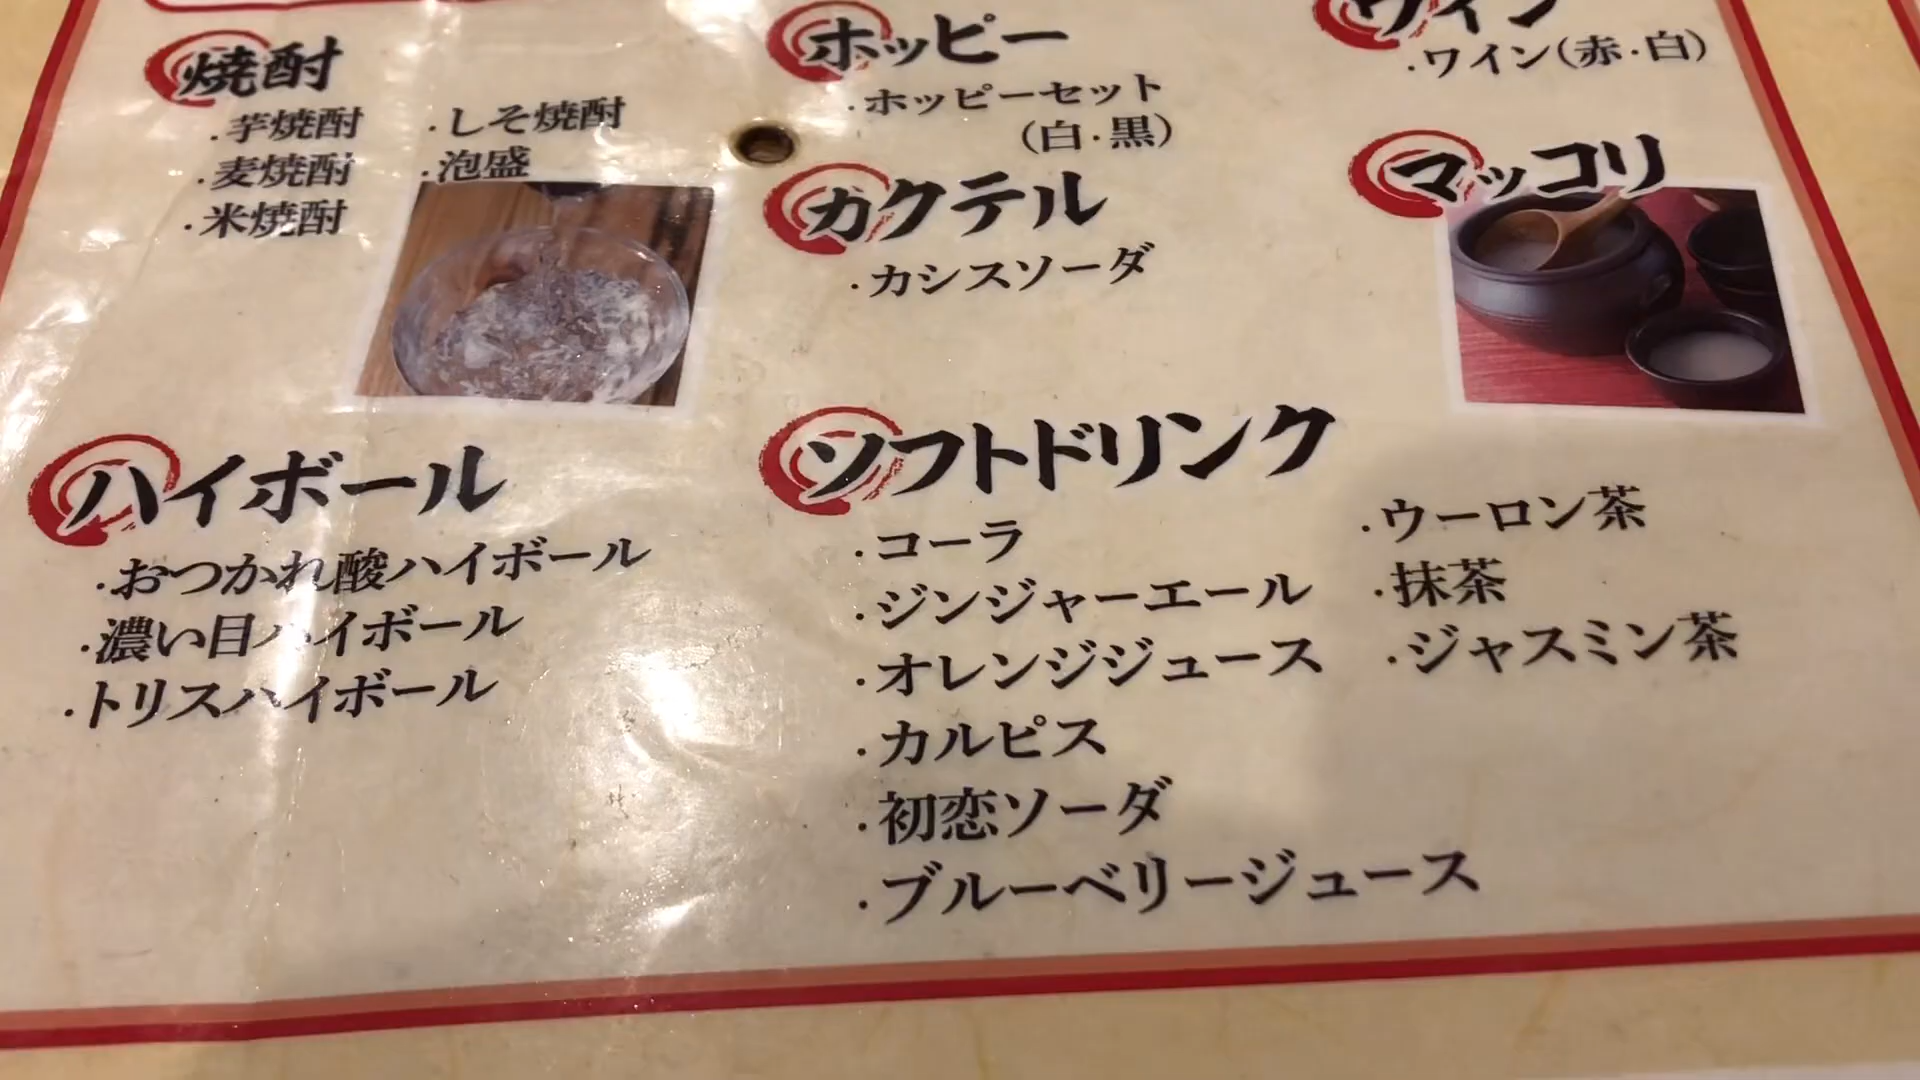 焼酎
・芋焼酎
・麦焼酎
・米焼酎
・しそ焼酎
・泡盛
ホッピー
・ホッピーセット
(白・黒)
カクテル
・カシスソーダ
ワイン
・ワイン(赤・白)
マッコリ
ハイボール
・おつかれ酸ハイボール
・濃い目ハイボール
・トリスハイボール
ソフトドリンク
・コーラ
・ジンジャーエール
・オレンジジュース
・カルピス
・初恋ソーダ
・ブルーベリージュース
・ウーロン茶
・抹茶
・ジャスミン茶